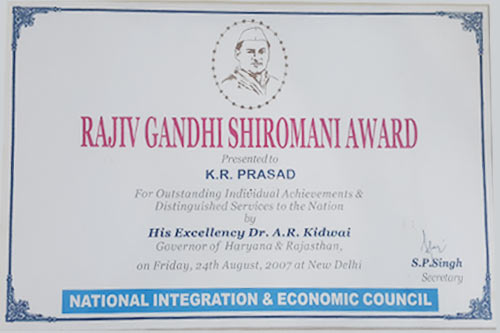 RAJIV GANDHI SHIROMANI AWARD
Presented to
K.R. PRASAD
For Outstanding Individual Achievements &
Distinguished Services to the Nation
by
His Excellency Dr. A.R. Kidwai
Governor of Haryana & Rajasthan,
on Friday, 24th August, 2007 at New Delhi
S.P.Singh
Secretary
NATIONAL INTEGRATION & ECONOMIC COUNCIL